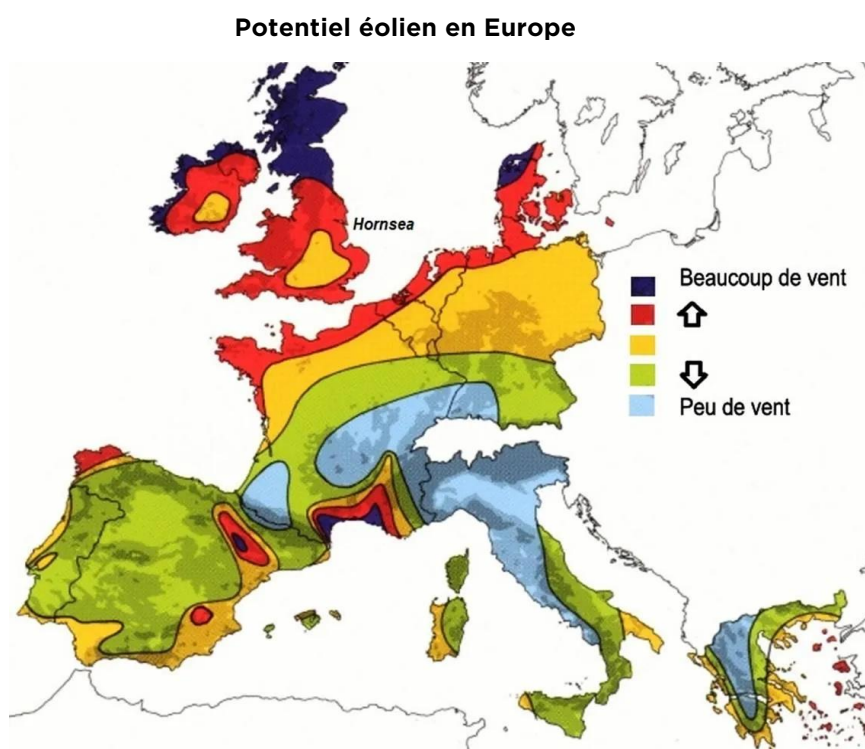 Potentiel éolien en Europe
Hornsea
Beaucoup de vent
Peu de vent